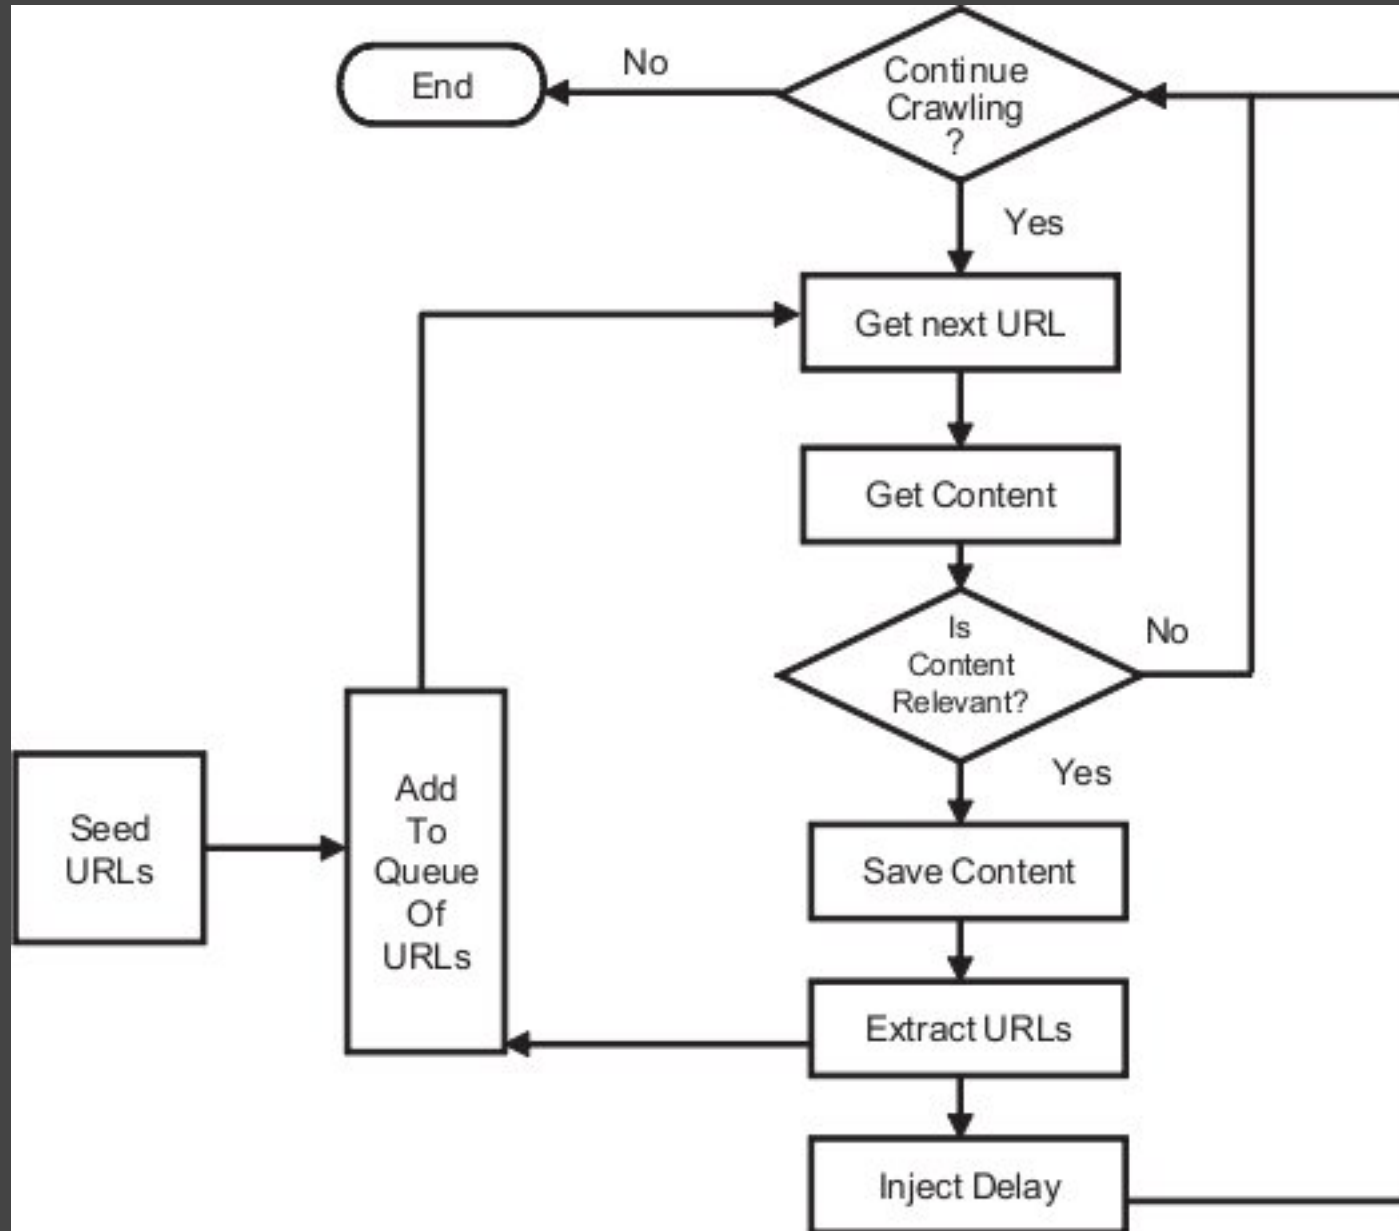 End
No
Continue
Crawling
?
Yes
Get next URL
Get Content
Is
Content
Relevant?
No
Yes
Seed
URLs
Add
To
Queue
Of
URLs
Save Content
Extract URLs
Inject Delay